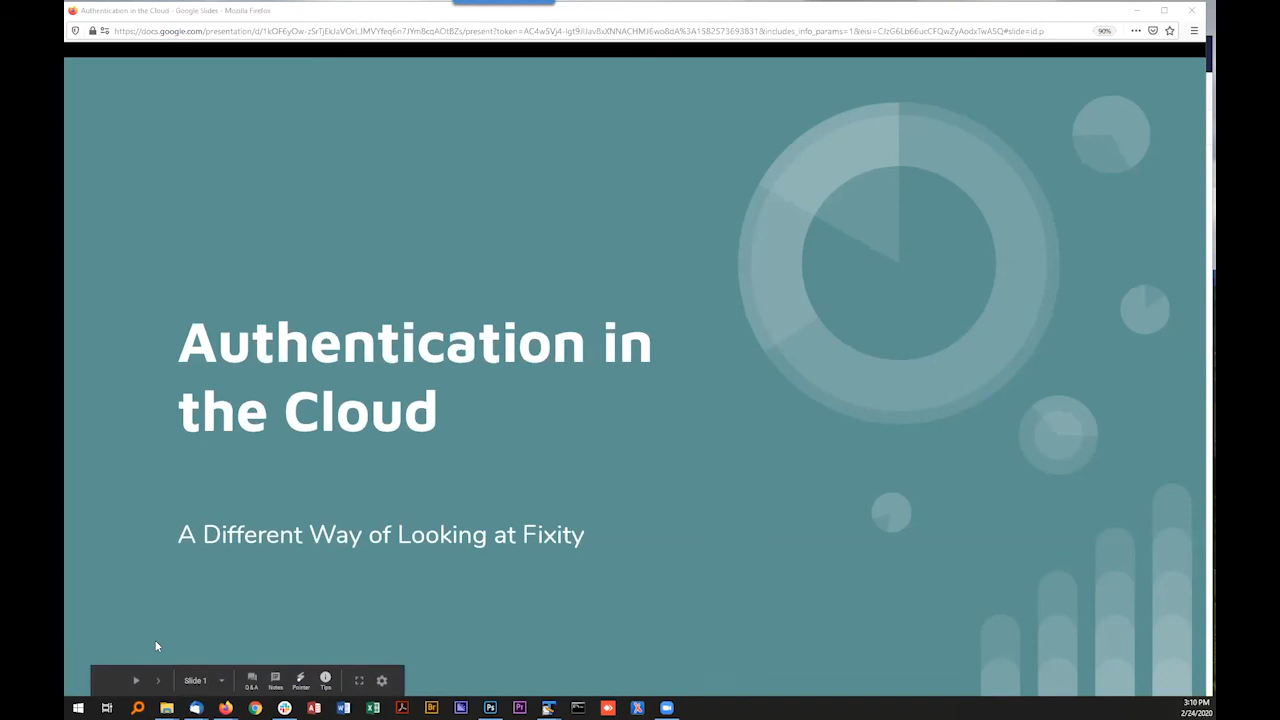 Authentication in the Cloud - Google Slides - Mozilla Firefox
90%
Authentication in
the Cloud
A Different Way of Looking at Fixity
Slide 1
Q&A
Notes
Pointer
Tips
3:10 PM
2/24/2020